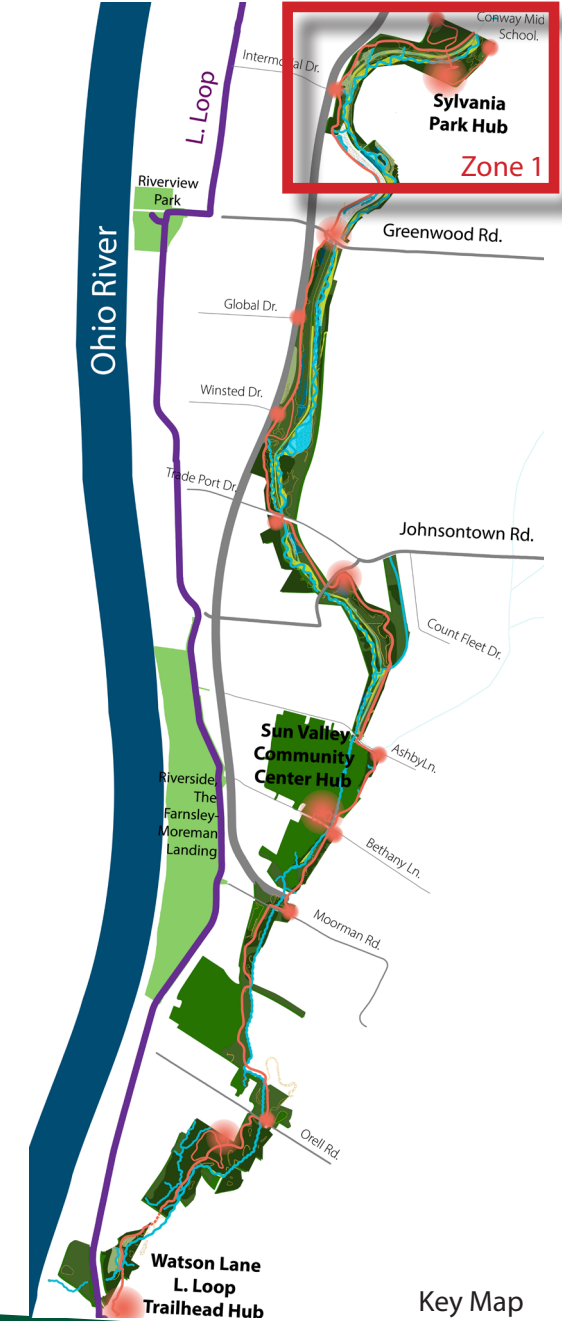 Conway Mid
School.
Intermodal Dr.
Sylvania
Park Hub
Zone 1
L. Loop
Riverview
Park
Greenwood Rd.
Ohio River
Global Dr.
Winsted Dr.
Trade Port Dr.
Johnsontown Rd.
Count Fleet Dr.
Sun Valley
Community
Center Hub
AshbyLn.
Riverside,
The
Farnsley-
Moreman
Landing
Bethany Ln.
Moorman Rd.
Orell Rd.
Watson Lane
L. Loop
Trailhead Hub
Key Map